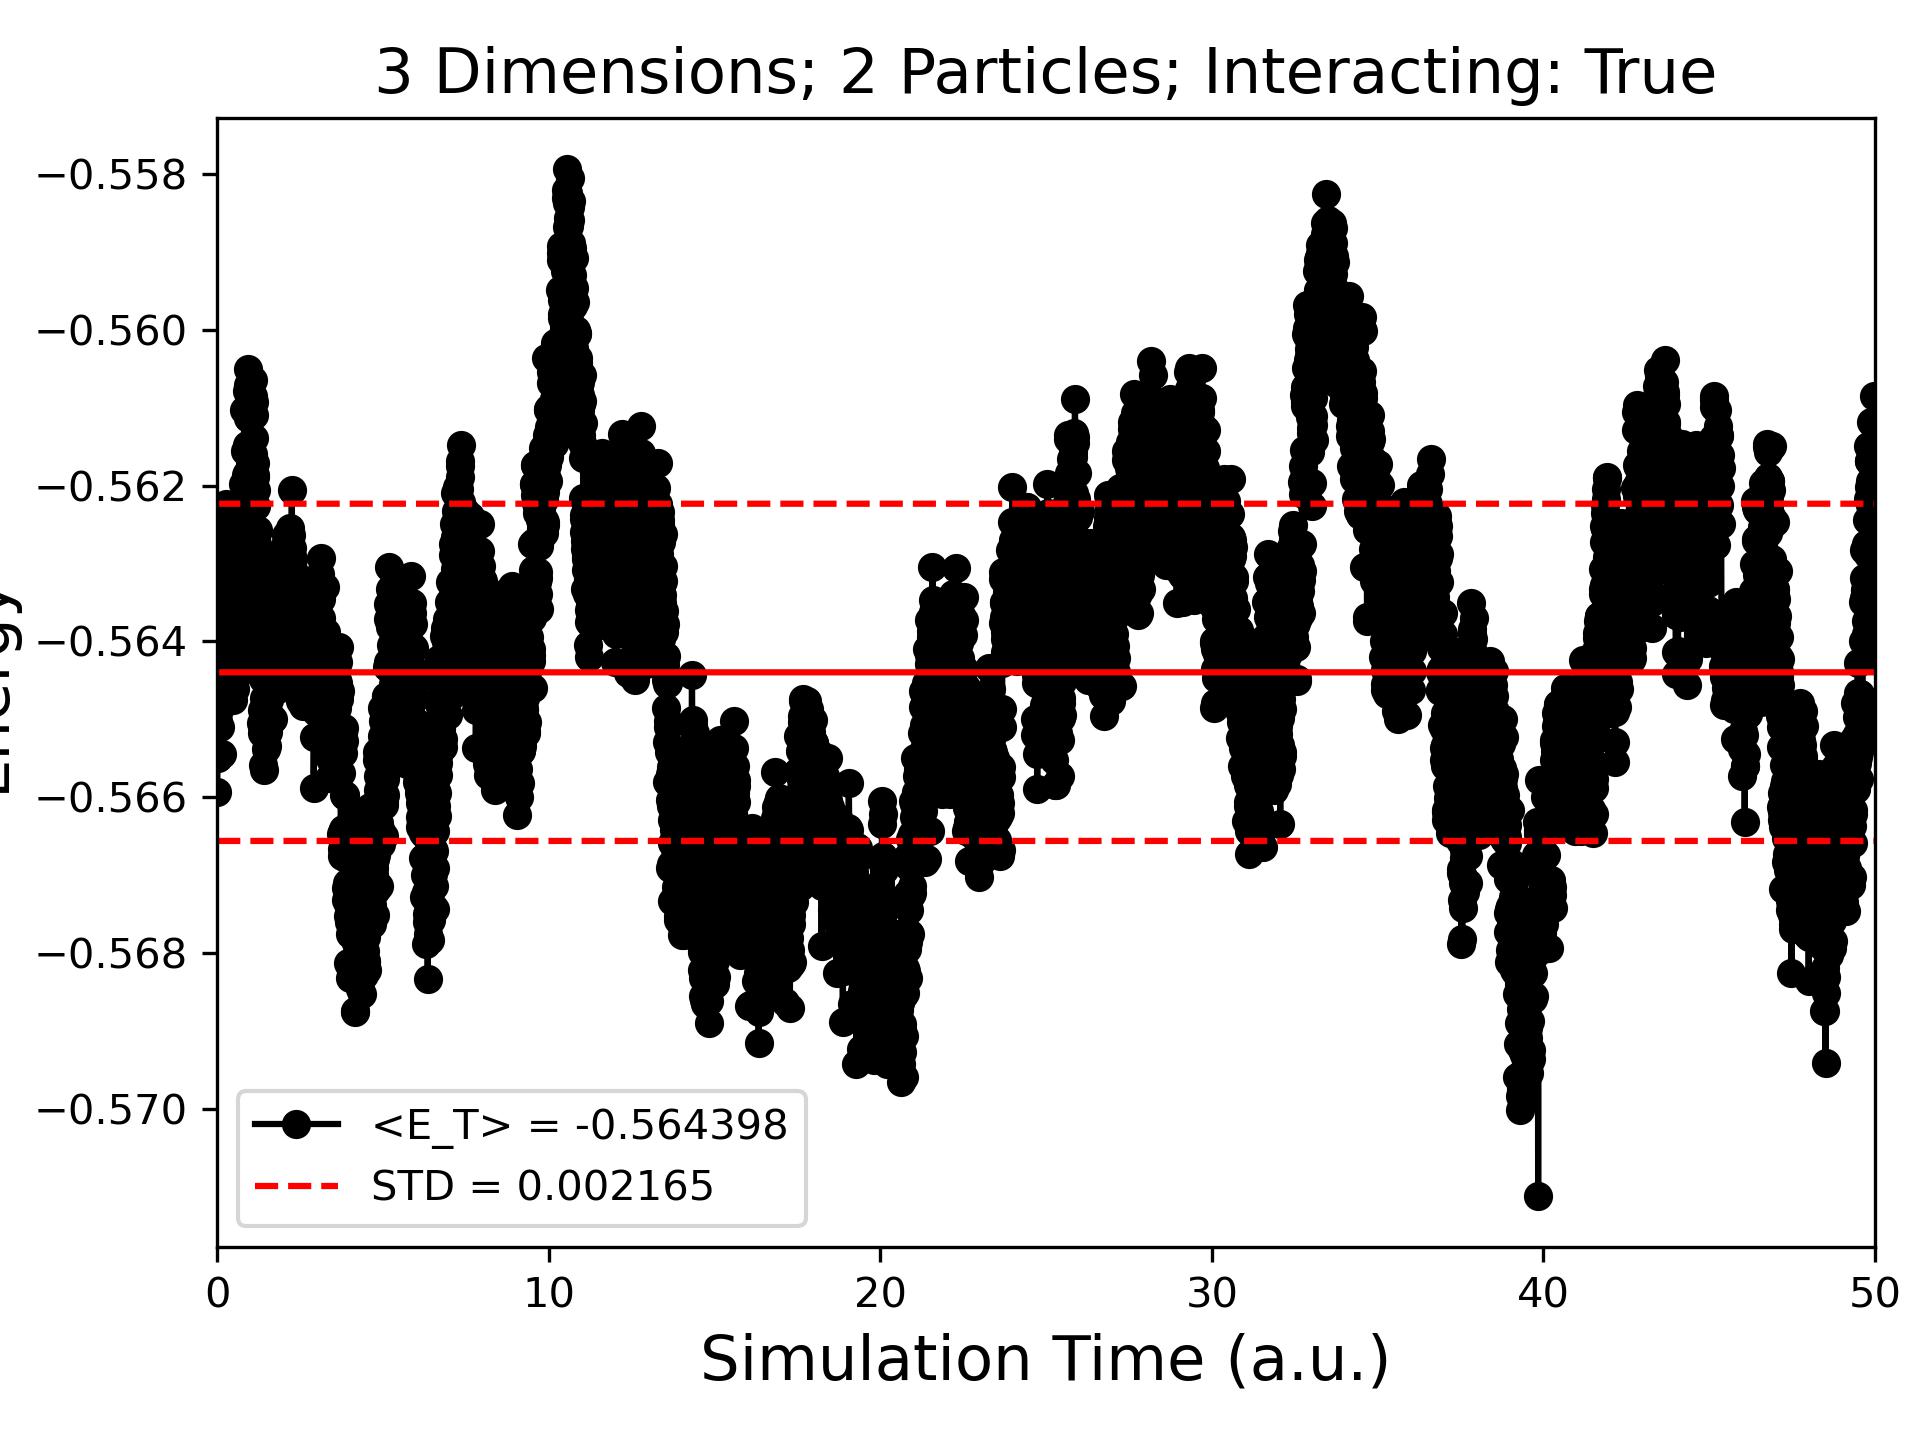 3 Dimensions; 2 Particles; Interacting: True
Energy
−0.558
−0.560
−0.562
−0.564
−0.566
−0.568
−0.570
<E_T> = -0.564398
STD = 0.002165
0 10 20 30 40 50
Simulation Time (a.u.)